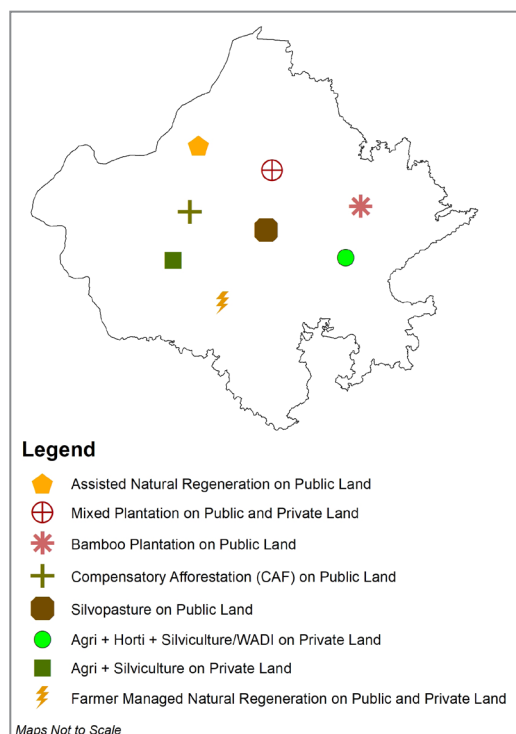 Legend
Assisted Natural Regeneration on Public Land
Mixed Plantation on Public and Private Land
Bamboo Plantation on Public Land
Compensatory Afforestation (CAF) on Public Land
Silvopasture on Public Land
Agri + Horti + Silviculture/WADI on Private Land
Agri + Silviculture on Private Land
Farmer Managed Natural Regeneration on Public and Private Land
Maps Not to Scale